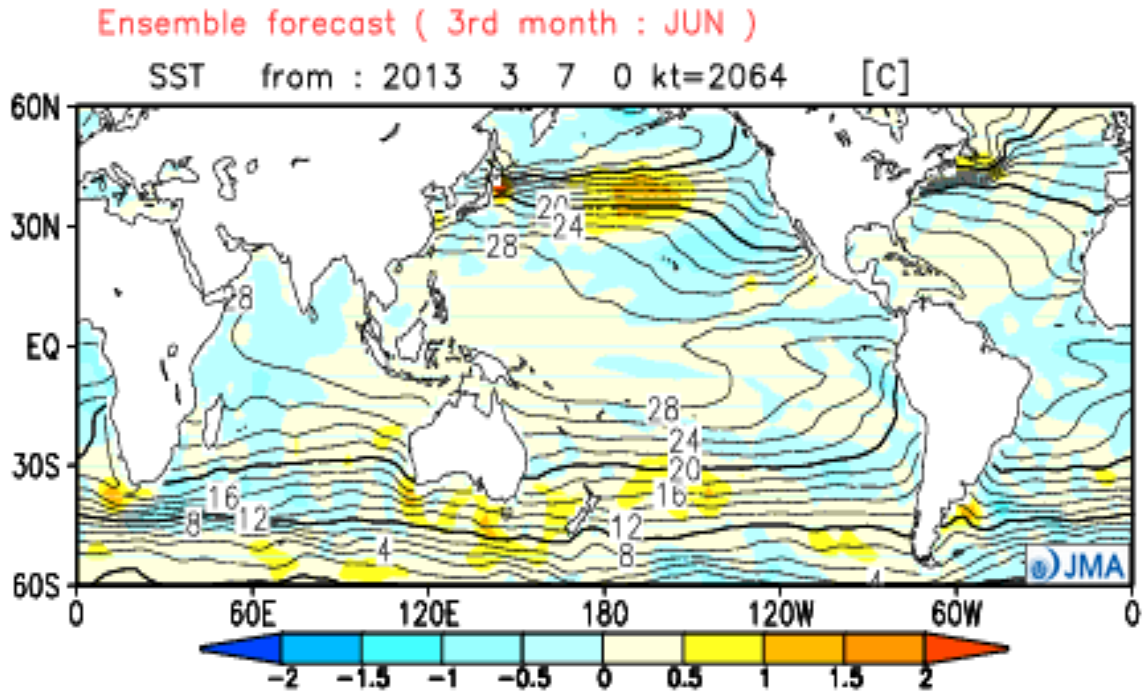 Ensemble forecast ( 3rd month : JUN )
SST from : 2013 3 7 0 kt=2064 [C]
60N
30N
EQ
30S
60S
20
24
28
28
28
24
20
16
12
8
4
16
12
8
4
JMA
0 60E 120E 180 120W 60W 0
-2 -1.5 -1 -0.5 0 0.5 1 1.5 2